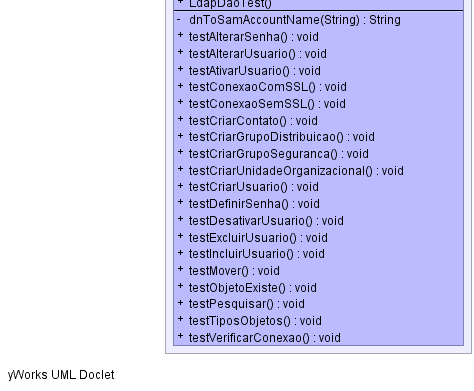 + LdapDaoTest()
- dnToSamAccountName(String) : String
+ testAlterarSenha() : void
+ testAlterarUsuario() : void
+ testAtivarUsuario() : void
+ testConexaoComSSL() : void
+ testConexaoSemSSL() : void
+ testCriarContato() : void
+ testCriarGrupoDistribuicao() : void
+ testCriarGrupoSeguranca() : void
+ testCriarUnidadeOrganizacional() : void
+ testCriarUsuario() : void
+ testDefinirSenha() : void
+ testDesativarUsuario() : void
+ testExcluirUsuario() : void
+ testIncluirUsuario() : void
+ testMover() : void
+ testObjetoExiste() : void
+ testPesquisar() : void
+ testTiposObjetos() : void
+ testVerificarConexao() : void
yWorks UML Doclet